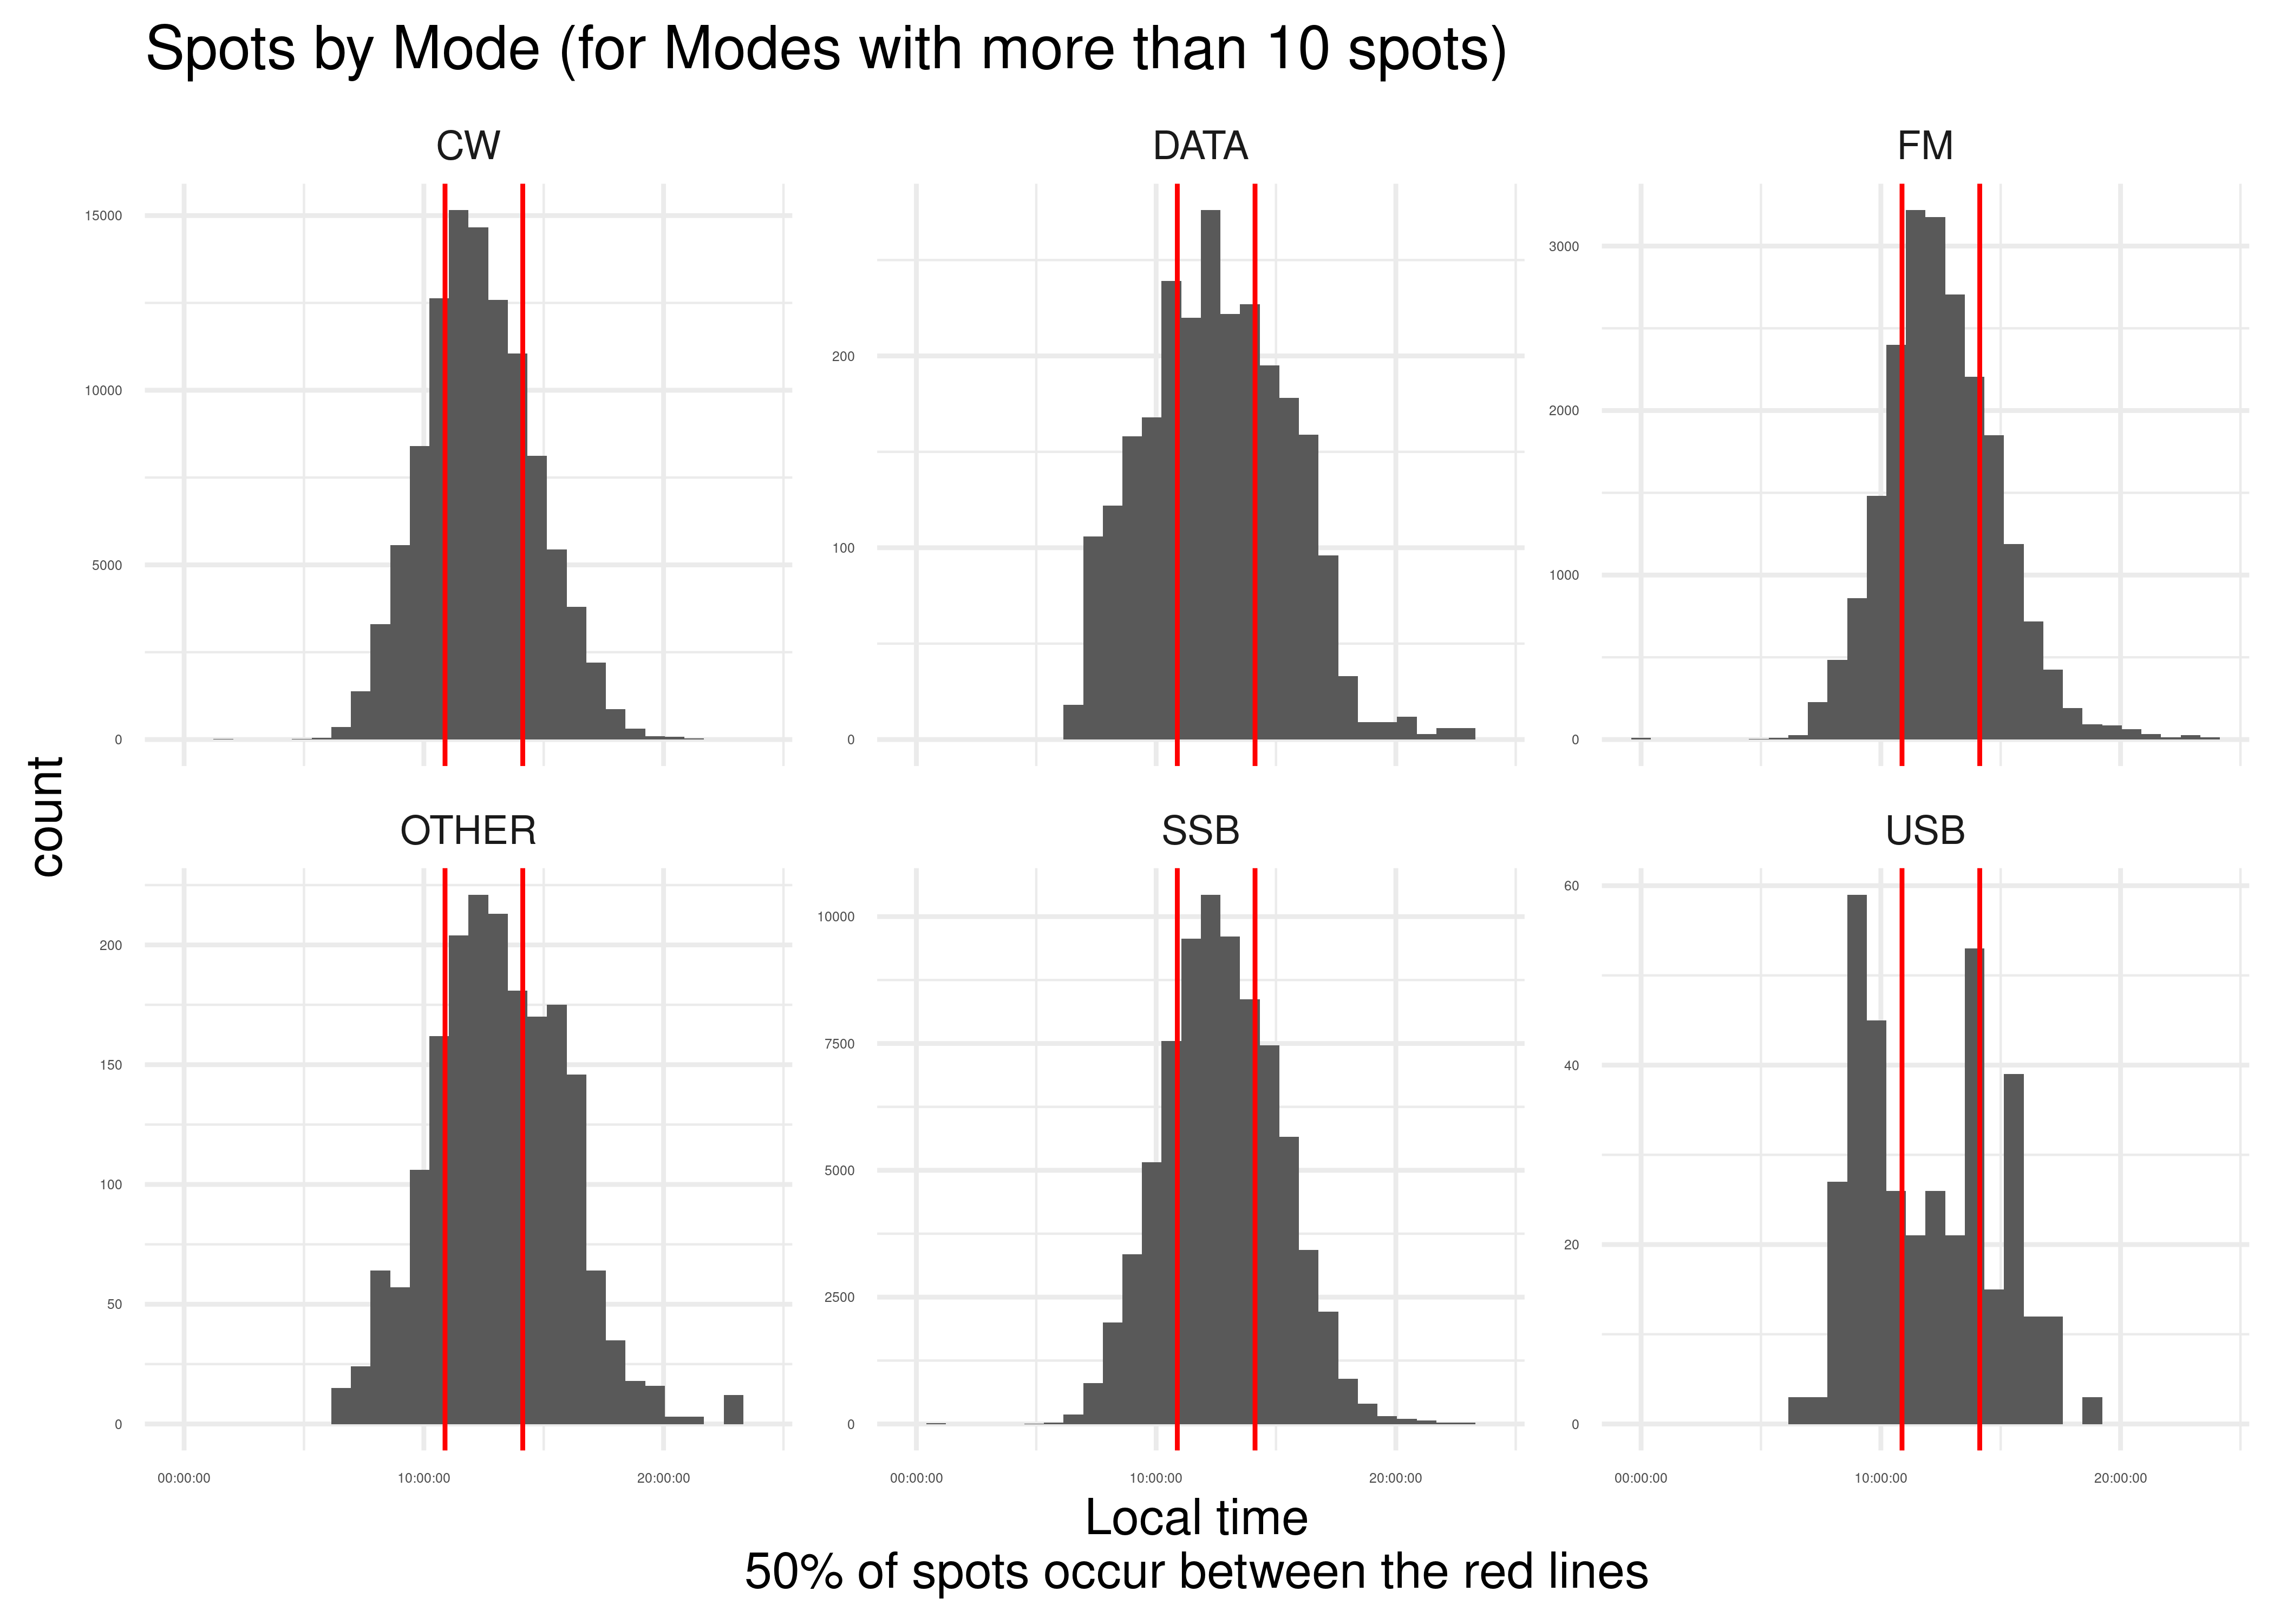 Spots by Mode (for Modes with more than 10 spots)
CW
DATA
FM
15000
10000
5000
0
200
100
0
3000
2000
1000
0
count
OTHER
SSB
USB
200
150
100
50
0
10000
7500
5000
2500
0
60
40
20
0
00:00:00 10:00:00 20:00:00
00:00:00 10:00:00 20:00:00
00:00:00 10:00:00 20:00:00
Local time
50% of spots occur between the red lines